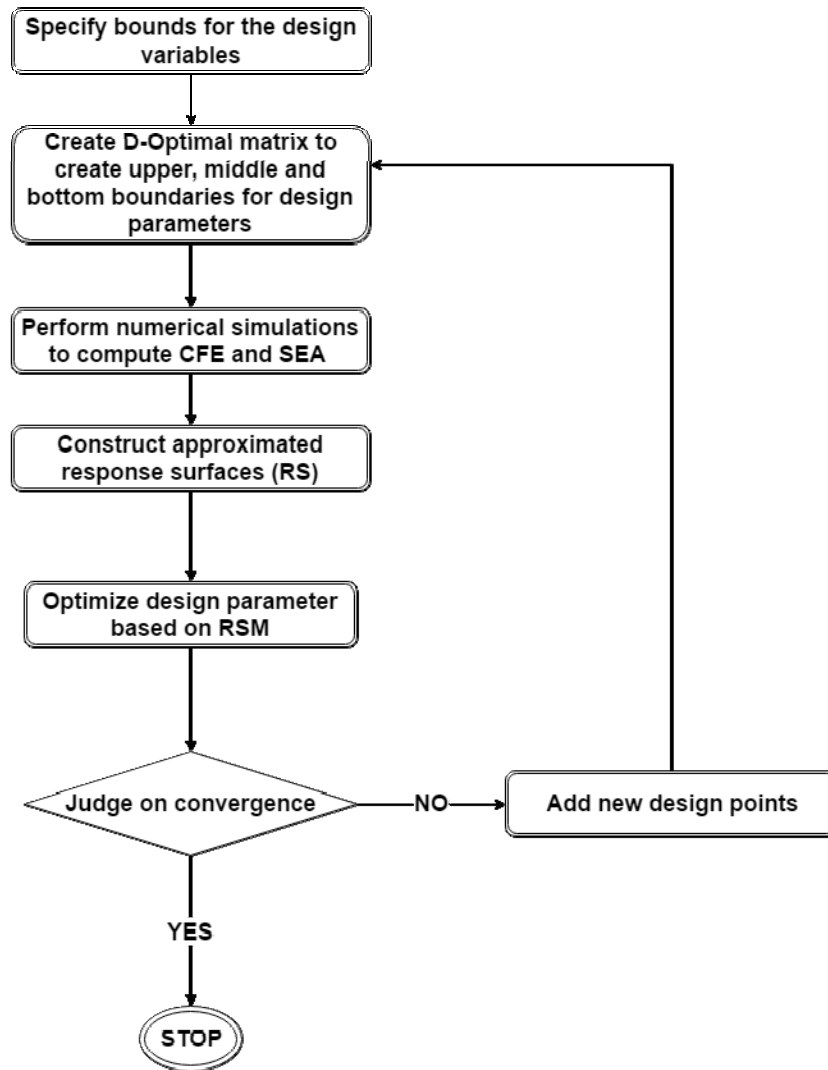 Specify bounds for the design
variables
Create D-Optimal matrix to
create upper, middle and
bottom boundaries for design
parameters
Perform numerical simulations
to compute CFE and SEA
Construct approximated
response surfaces (RS)
Optimize design parameter
based on RSM
Judge on convergence
NO
Add new design points
YES
STOP